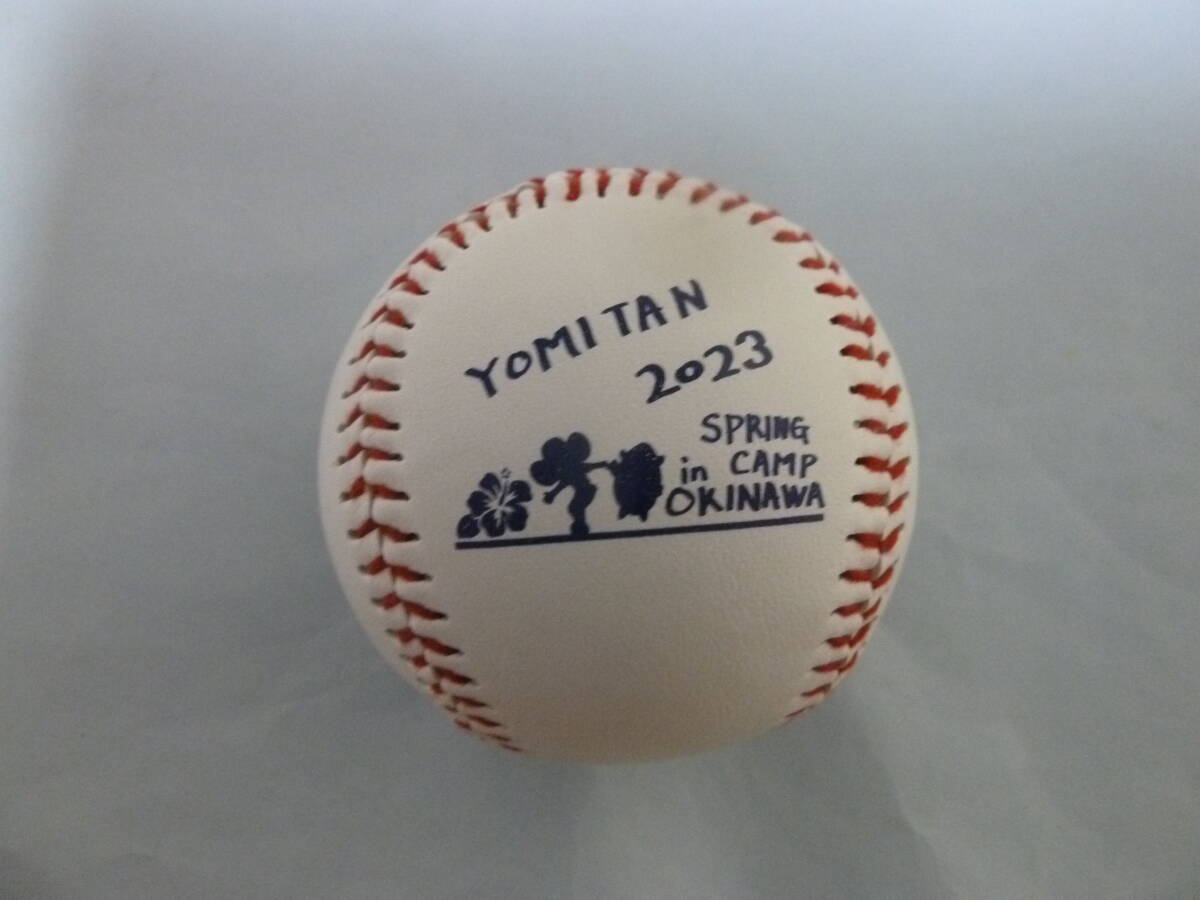 YOMITAN
2023
SPRING
in CAMP
OKINAWA